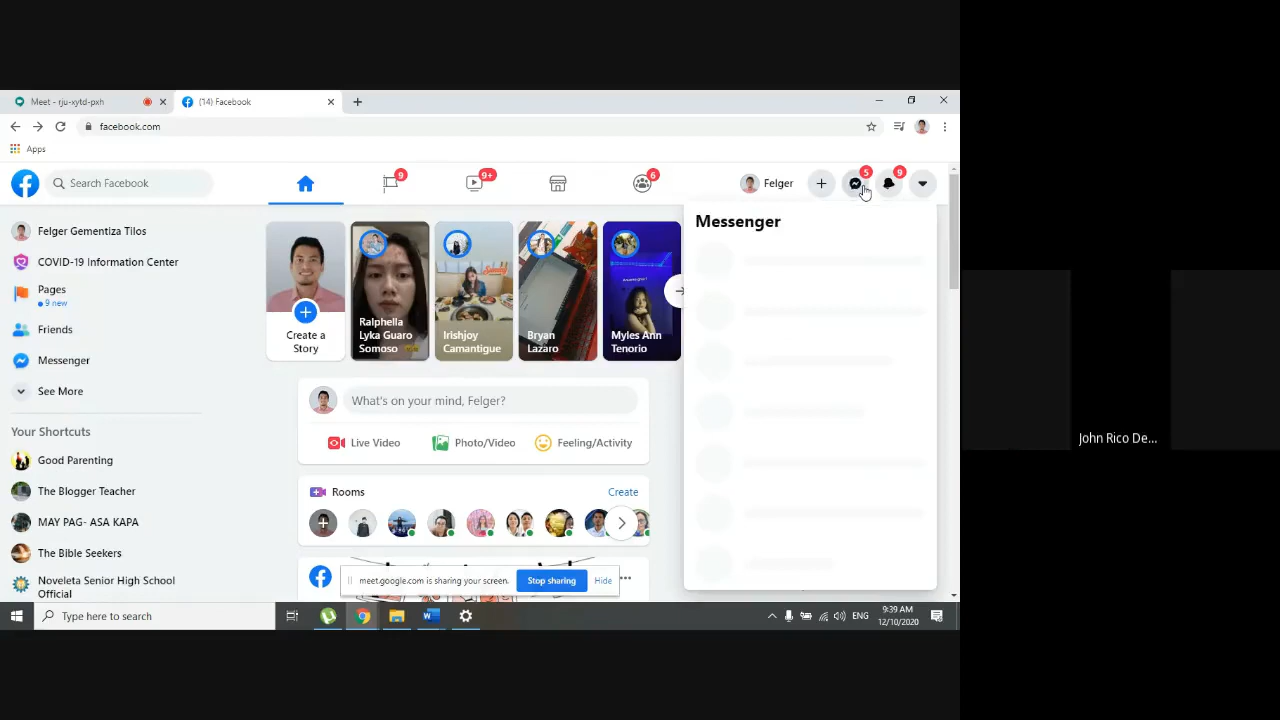 Meet - rju-xytd-pxh
(14) Facebook
facebook.com
Apps
Search Facebook
9
9+
6
Felger
5
9
Felger Gementiza Tilos
COVID-19 Information Center
Pages
9 new
Friends
Messenger
See More
Your Shortcuts
Good Parenting
The Blogger Teacher
MAY PAG- ASA KAPA
The Bible Seekers
Noveleta Senior High School
Official
Create a
Story
Ralphella
Lyka Guaro
Somoso
Irishjoy
Camantigue
Bryan
Lazaro
Myles Ann
Tenorio
What's on your mind, Felger?
Live Video
Photo/Video
Feeling/Activity
Rooms
Create
Messenger
meet.google.com is sharing your screen.
Stop sharing
Hide
Type here to search
ENG
9:39 AM
12/10/2020
John Rico De...